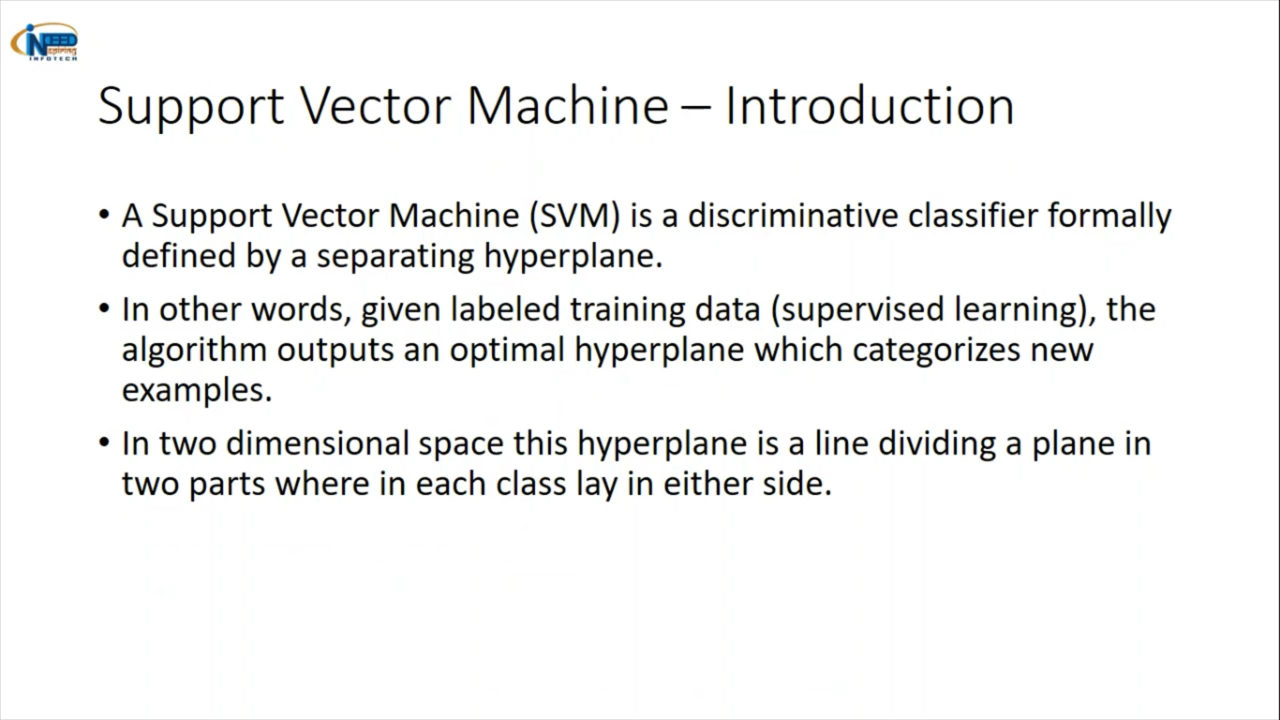 NEED
INFOTECH
Support Vector Machine – Introduction
• A Support Vector Machine (SVM) is a discriminative classifier formally
defined by a separating hyperplane.
• In other words, given labeled training data (supervised learning), the
algorithm outputs an optimal hyperplane which categorizes new
examples.
• In two dimensional space this hyperplane is a line dividing a plane in
two parts where in each class lay in either side.